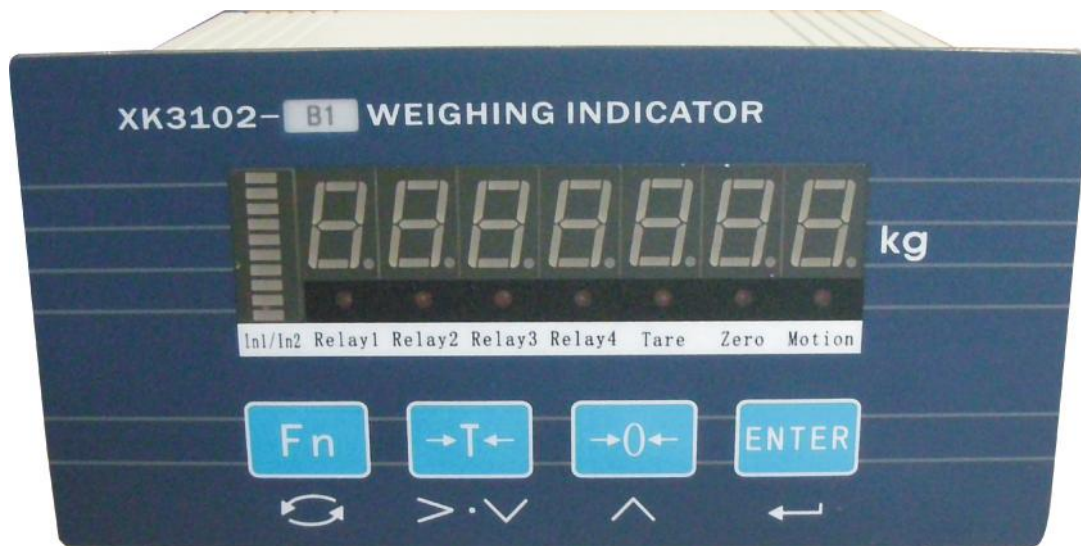 XK3102- B1 WEIGHING INDICATOR
kg
In1/In2 Relay1 Relay2 Relay3 Relay4 Tare Zero Motion
Fn →T← →0← ENTER